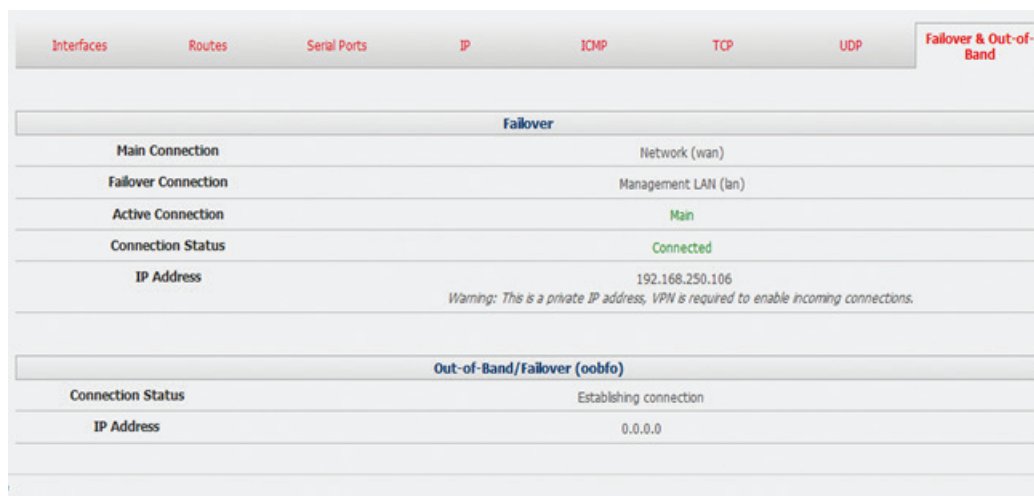 Interfaces Routes Serial Ports IP ICMP TCP UDP Failover & Out-of-
Band
Failover
Main Connection Network (wan)
Failover Connection Management LAN (lan)
Active Connection Main
Connection Status Connected
IP Address 192.168.250.106
Warning: This is a private IP address, VPN is required to enable incoming connections.
Out-of-Band/Failover (oobfo)
Connection Status Establishing connection
IP Address 0.0.0.0